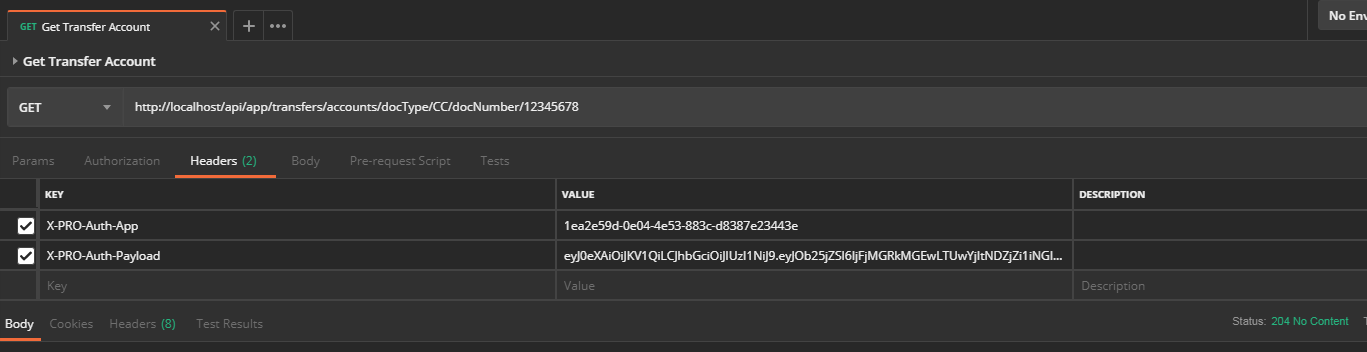 GET Get Transfer Account
No Env
Get Transfer Account
GET http://localhost/api/app/transfers/accounts/docType/CC/docNumber/12345678
Params Authorization Headers (2) Body Pre-request Script Tests
KEY VALUE DESCRIPTION
X-PRO-Auth-App 1ea2e59d-0e04-4e53-883c-d8387e23443e
X-PRO-Auth-Payload eyJ0eXAiOiJKV1QiLCJhbGciOiJIUzI1NiJ9.eyJOb25jZSI6IjFjMGRkMGEwLTUwYjItNDZjZi1iNGI...
Key Value Description
Body Cookies Headers (8) Test Results Status: 204 No Content